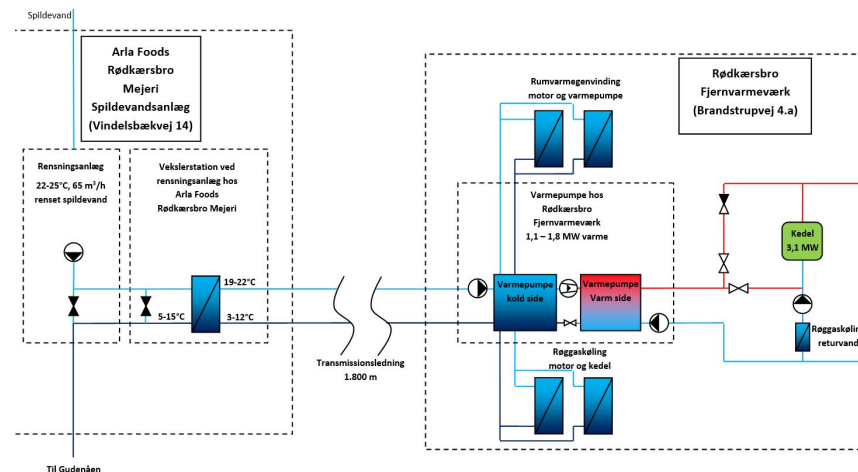 Spildevand
Arla Foods
Rødkærsbro
Mejeri
Spildevandsanlæg
(Vindelsbækvej 14)
Rensningsanlæg
22-25°C, 65 m³/h
renset spildevand
Vekslerstation ved
rensningsanlæg hos
Arla Foods
Rødkærsbro Mejeri
19-22°C
5-15°C
3-12°C
Transmissionsledning
1.800 m
Til Gudenåen
Rumvarmegenvinding
motor og varmepumpe
Rødkærsbro
Fjernvarmeværk
(Brandstrupvej 4.a)
Varmepumpe hos
Rødkærsbro
Fjernvarmeværk
1,1 – 1,8 MW varme
Varmepumpe
kold side
Varmepumpe
Varm side
Kedel
3,1 MW
Røggaskøling
motor og kedel
Røggaskølin
returvand